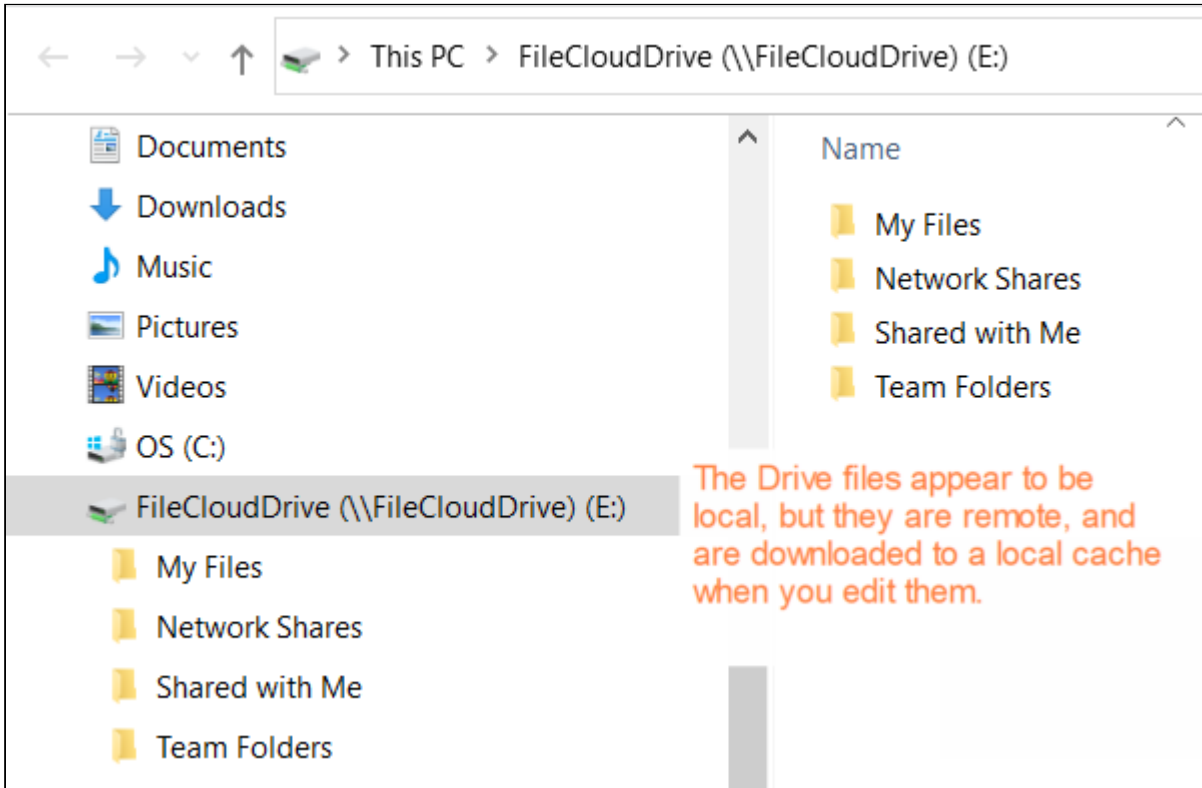 This PC > FileCloudDrive (\\FileCloudDrive) (E:)
Documents
Downloads
Music
Pictures
Videos
OS (C:)
FileCloudDrive (\\FileCloudDrive) (E:)
My Files
Network Shares
Shared with Me
Team Folders
Name
My Files
Network Shares
Shared with Me
Team Folders
The Drive files appear to be
local, but they are remote, and
are downloaded to a local cache
when you edit them.